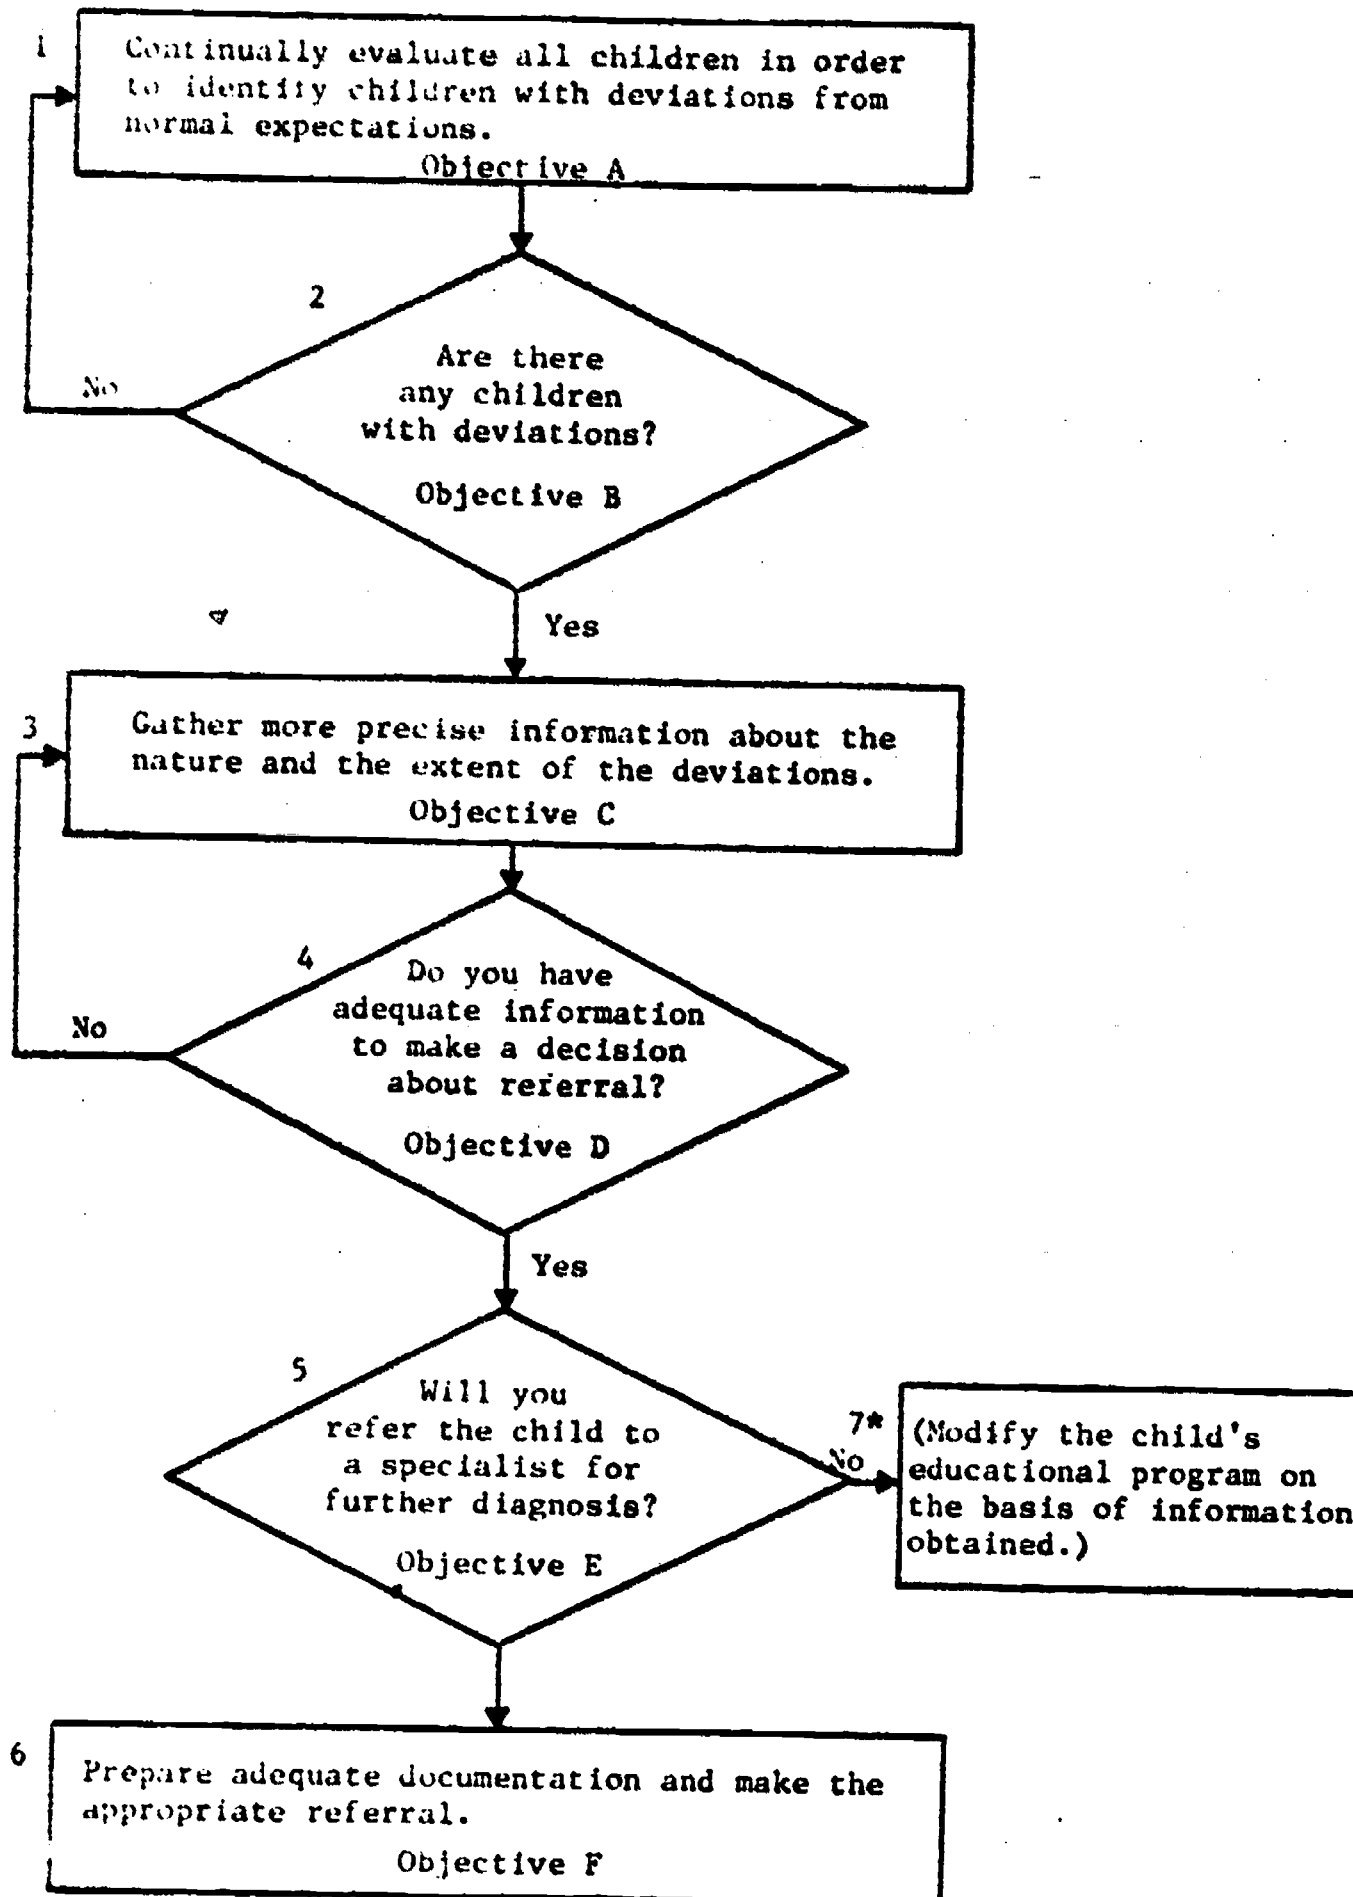 1
Continually evaluate all children in order
to identify children with deviations from
normal expectations.
Objective A
2
Are there
any children
with deviations?
Objective B
No
Yes
3
Gather more precise information about the
nature and the extent of the deviations.
Objective C
4
Do you have
adequate information
to make a decision
about referral?
Objective D
No
Yes
5
Will you
refer the child to
a specialist for
further diagnosis?
Objective E
No
7*
(Modify the child's
educational program on
the basis of information
obtained.)
6
Prepare adequate documentation and make the
appropriate referral.
Objective F